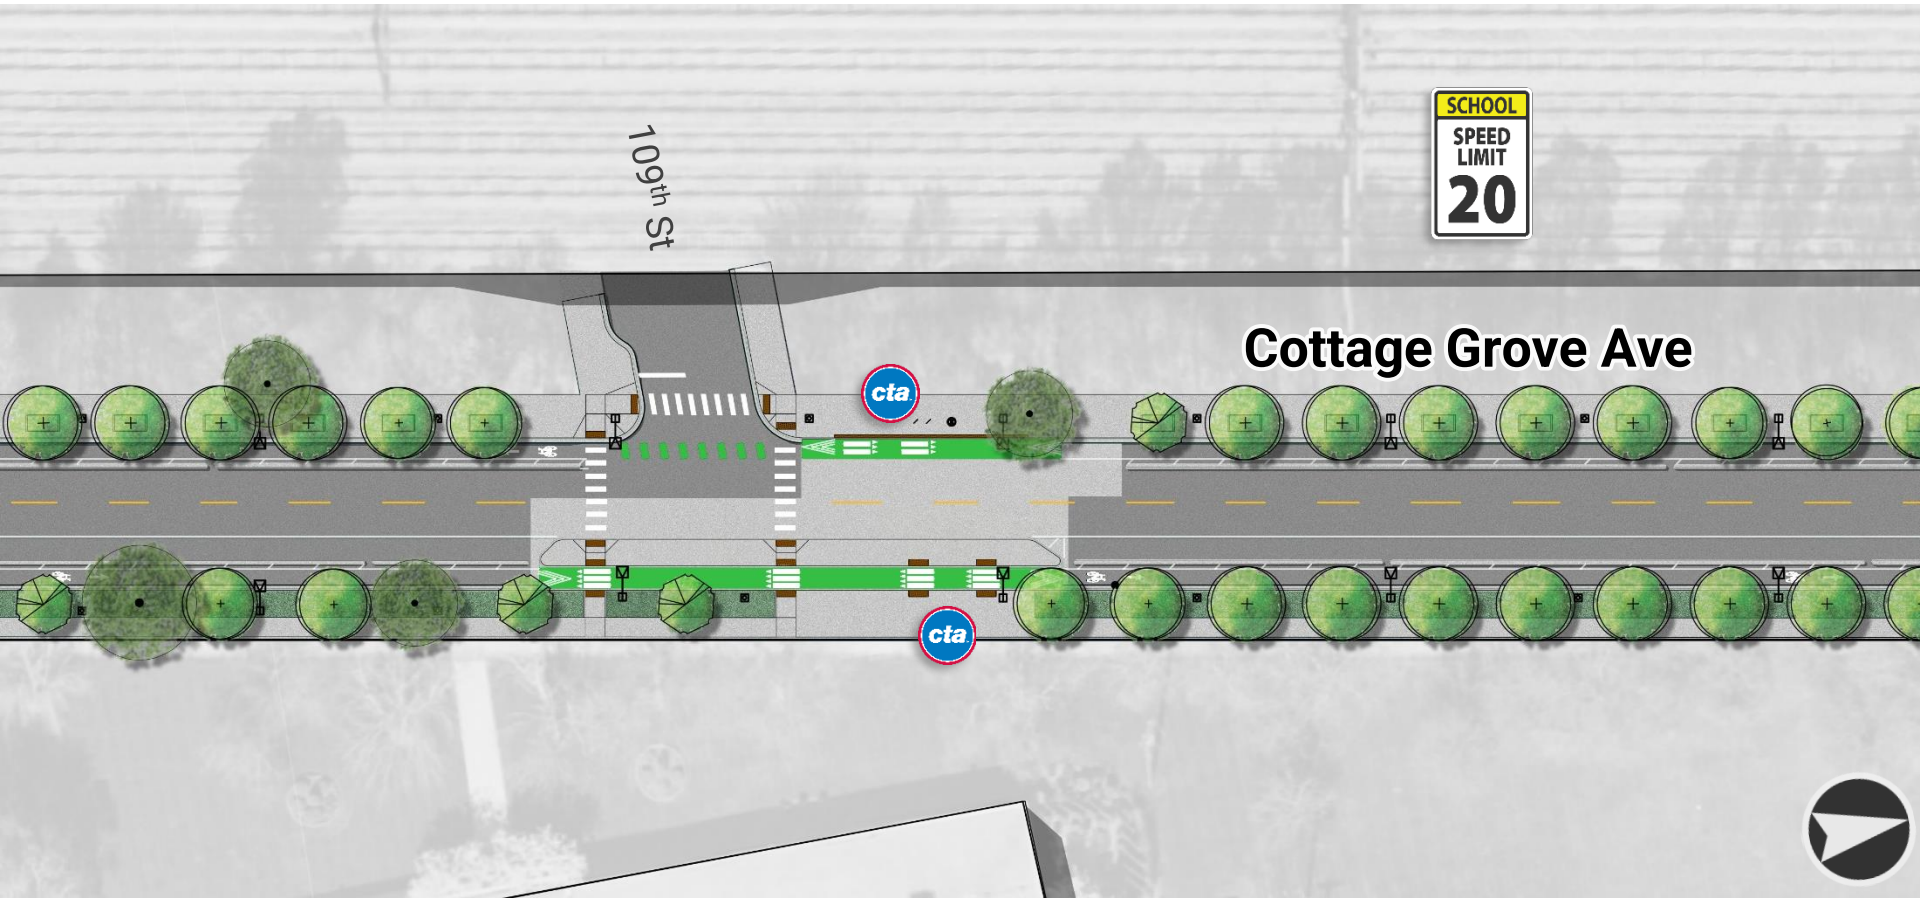 SCHOOL
SPEED
LIMIT
20
109th St
Cottage Grove Ave
cta
cta